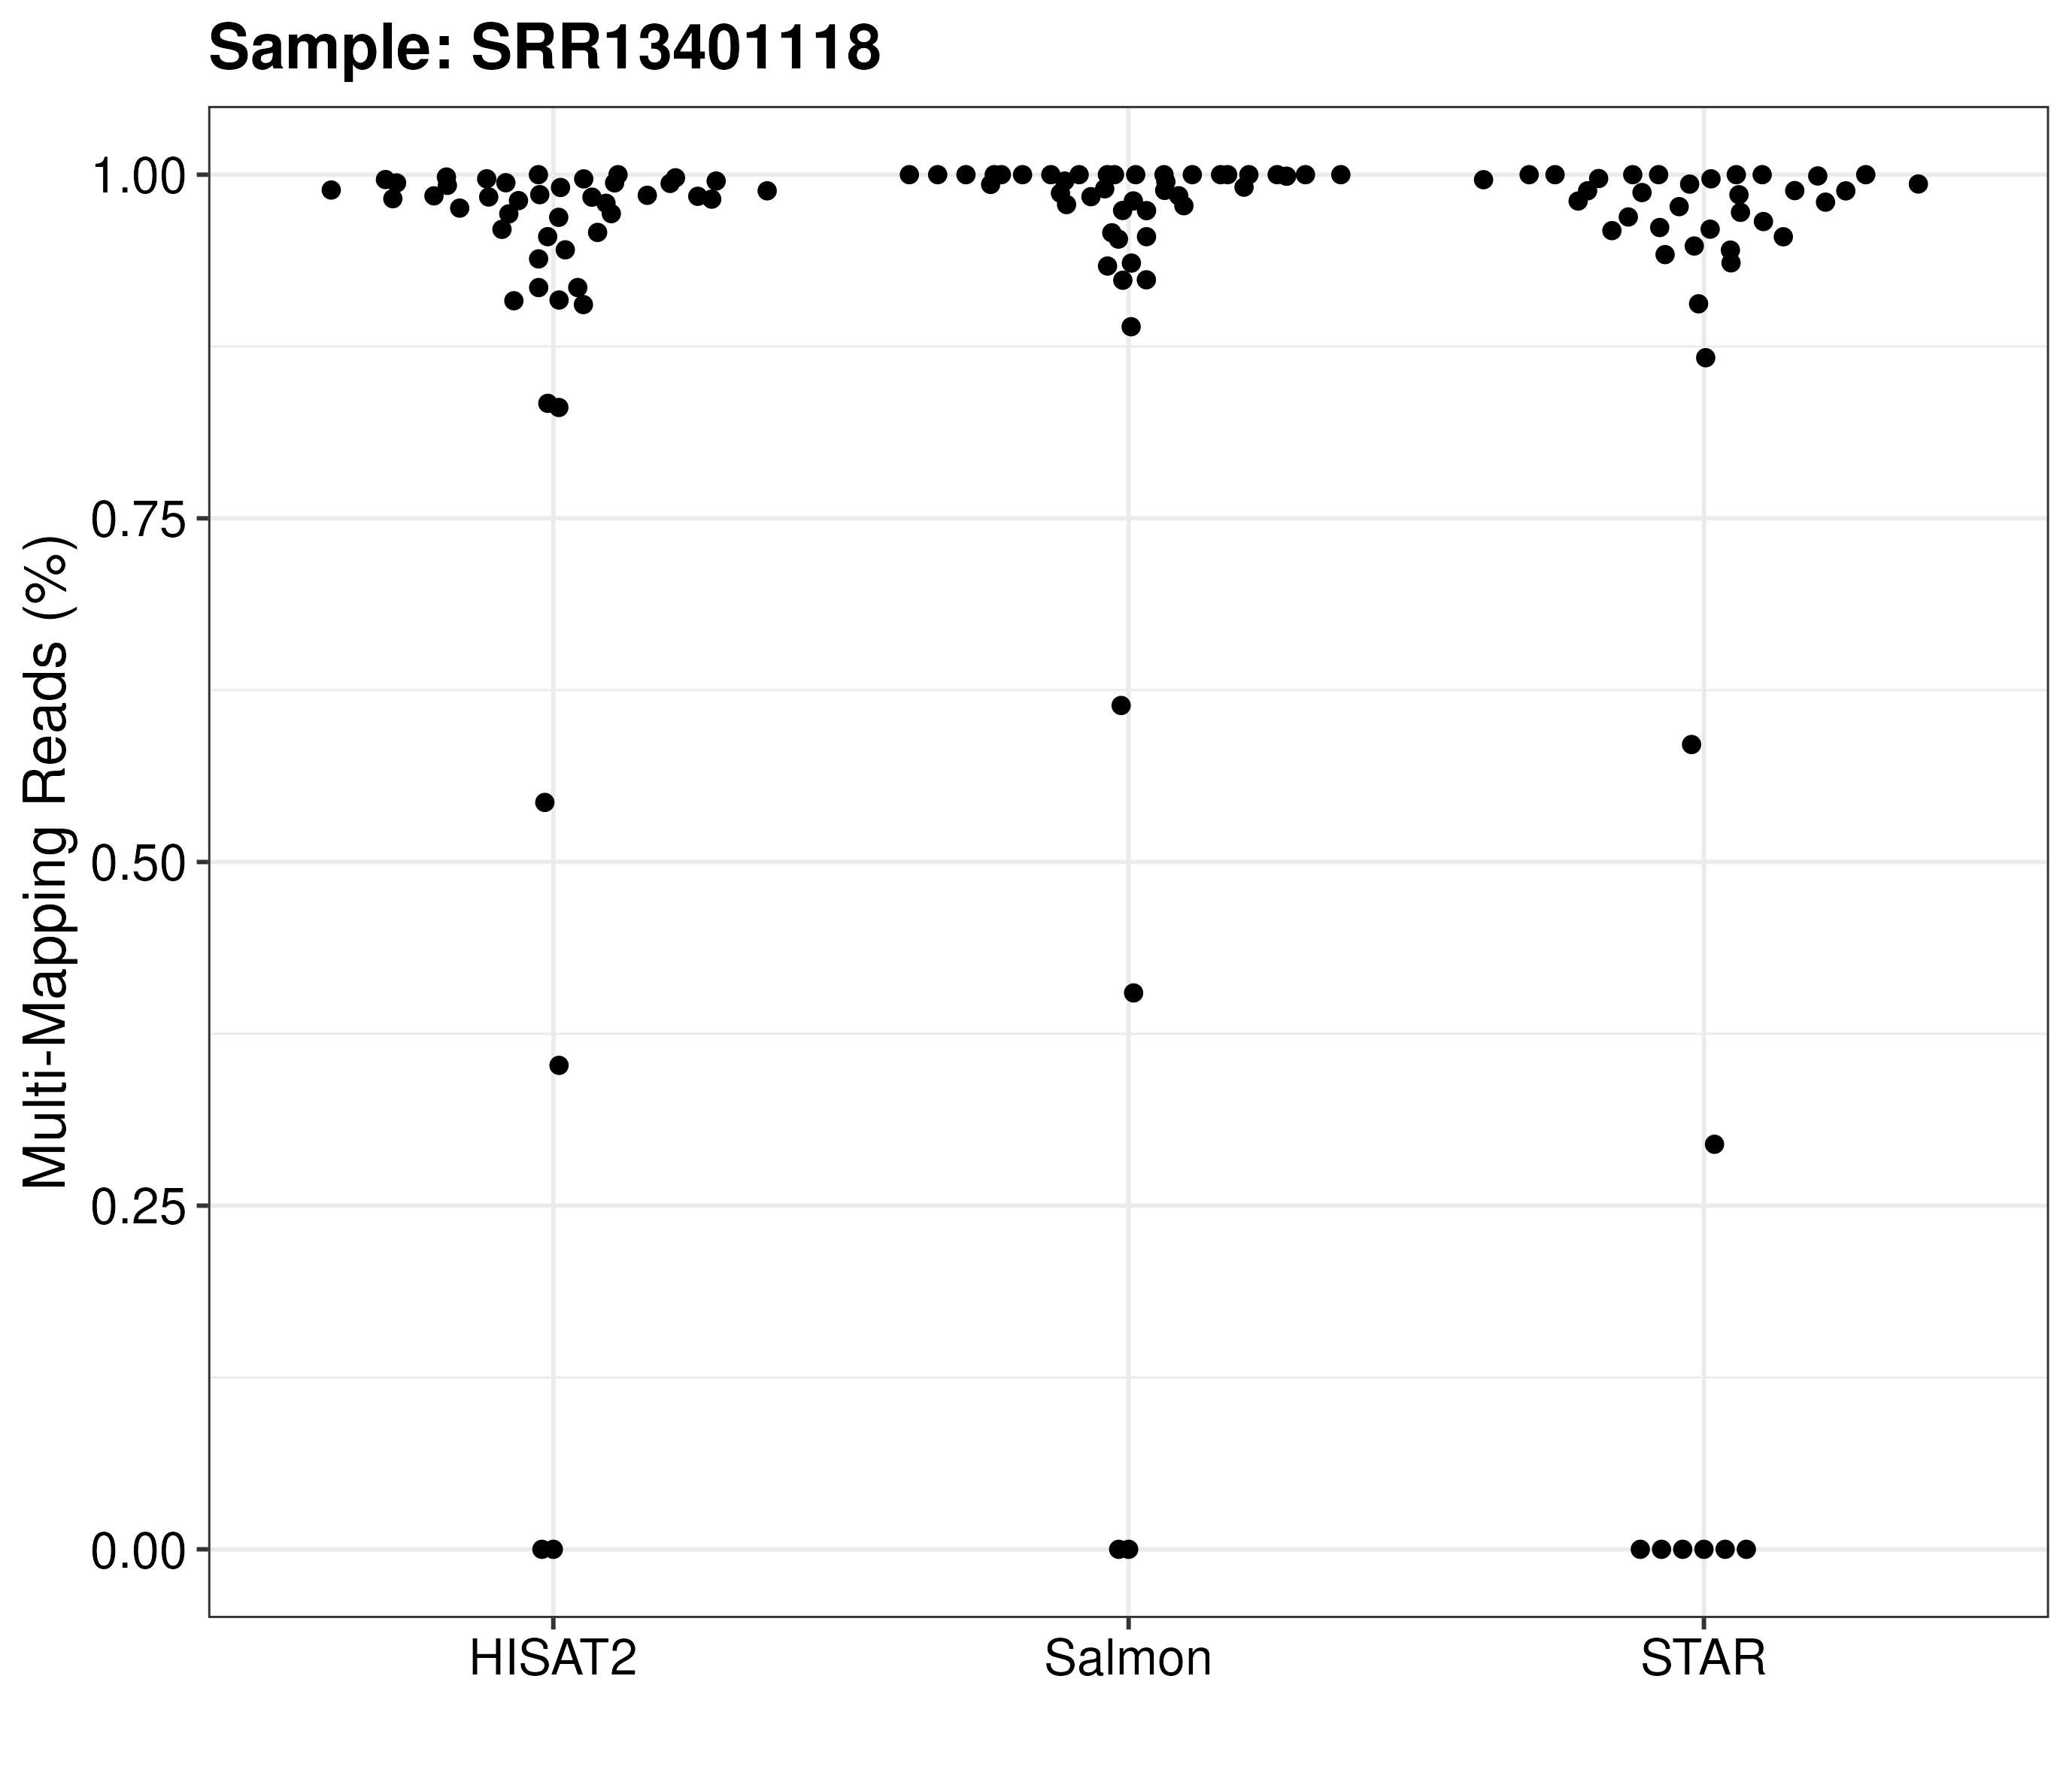 Sample: SRR13401118
Multi-Mapping Reads (%)
1.00
0.75
0.50
0.25
0.00
HISAT2
Salmon
STAR